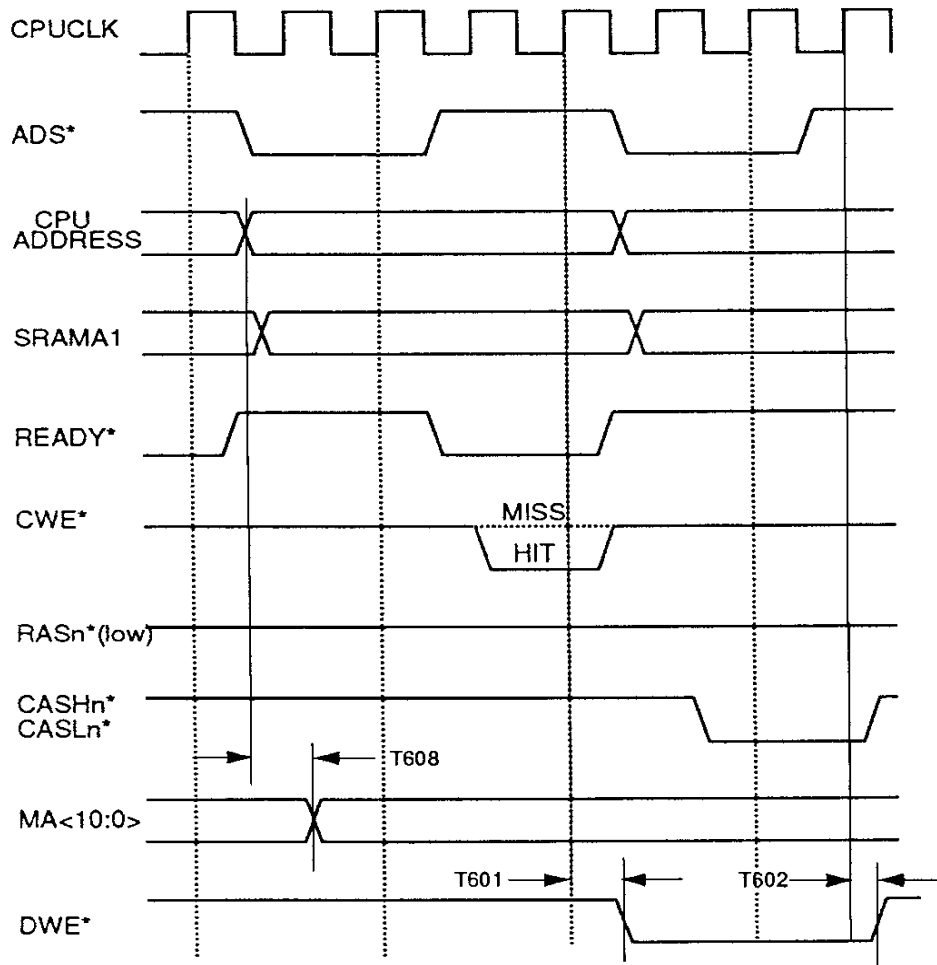 CPUCLK
ADS*
CPU
ADDRESS
SRAMA1
READY*
CWE*
MISS
HIT
RASn*(low)
CASHn*
CASLn*
T608
MA<10:0>
T601
T602
DWE*